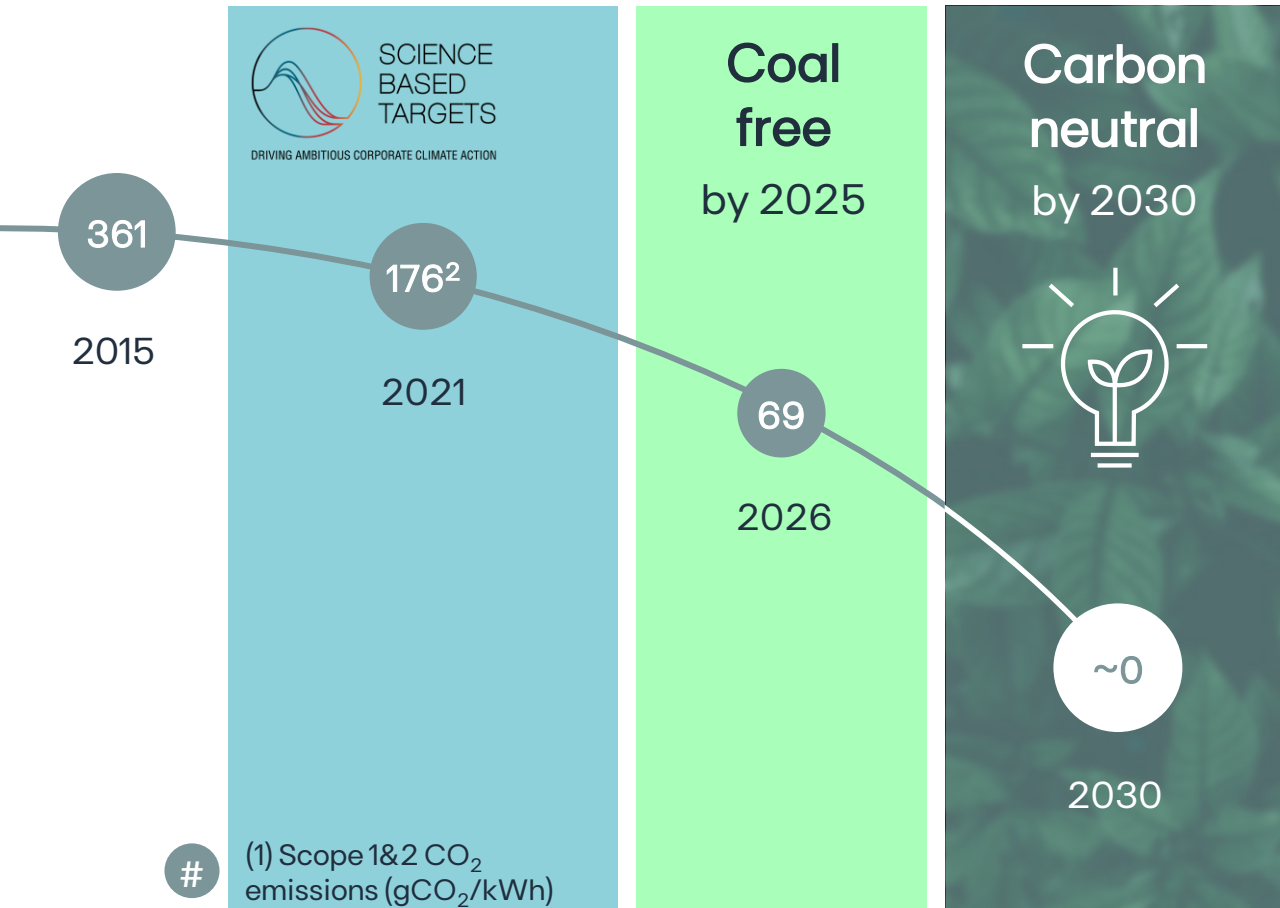 SCIENCE
BASED
TARGETS
DRIVING AMBITIOUS CORPORATE CLIMATE ACTION
Coal
free
by 2025
Carbon
neutral
by 2030
361
2015
176²
2021
69
2026
~0
2030
#
(1) Scope 1&2 CO₂
emissions (gCO₂/kWh)